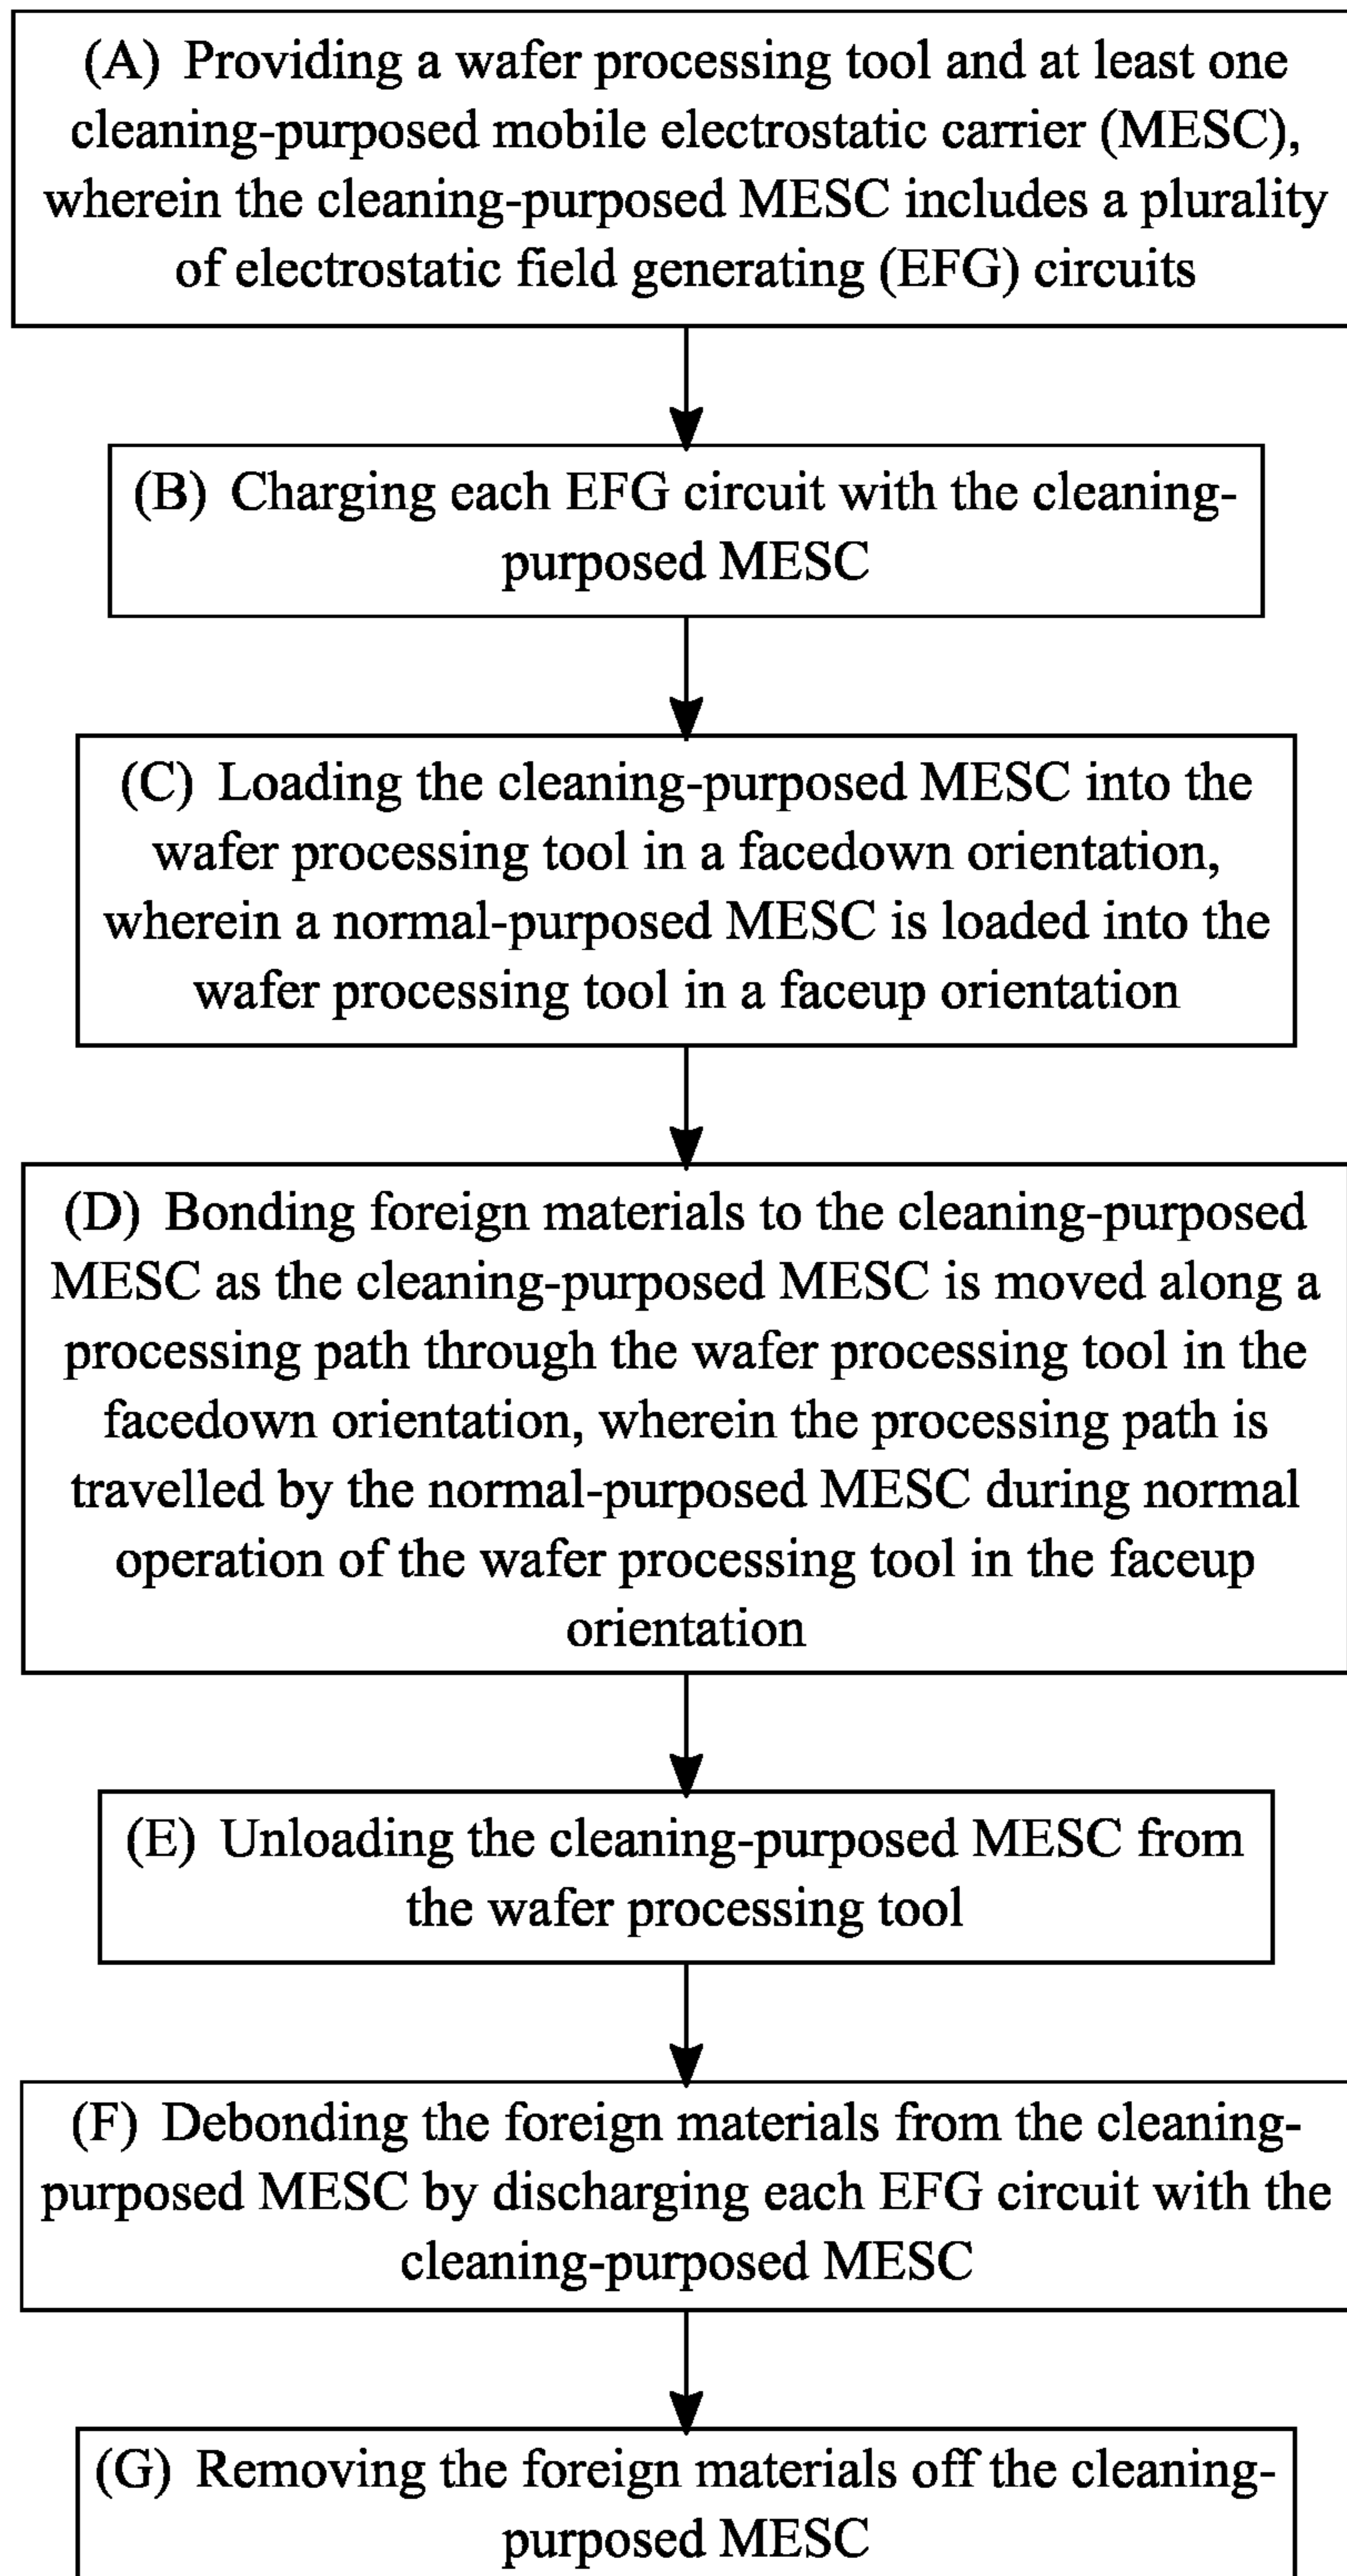 (A) Providing a wafer processing tool and at least one
cleaning-purposed mobile electrostatic carrier (MESC),
wherein the cleaning-purposed MESC includes a plurality
of electrostatic field generating (EFG) circuits
(B) Charging each EFG circuit with the cleaning-
purposed MESC
(C) Loading the cleaning-purposed MESC into the
wafer processing tool in a facedown orientation,
wherein a normal-purposed MESC is loaded into the
wafer processing tool in a faceup orientation
(D) Bonding foreign materials to the cleaning-purposed
MESC as the cleaning-purposed MESC is moved along a
processing path through the wafer processing tool in the
facedown orientation, wherein the processing path is
travelled by the normal-purposed MESC during normal
operation of the wafer processing tool in the faceup
orientation
(E) Unloading the cleaning-purposed MESC from
the wafer processing tool
(F) Debonding the foreign materials from the cleaning-
purposed MESC by discharging each EFG circuit with the
cleaning-purposed MESC
(G) Removing the foreign materials off the cleaning-
purposed MESC